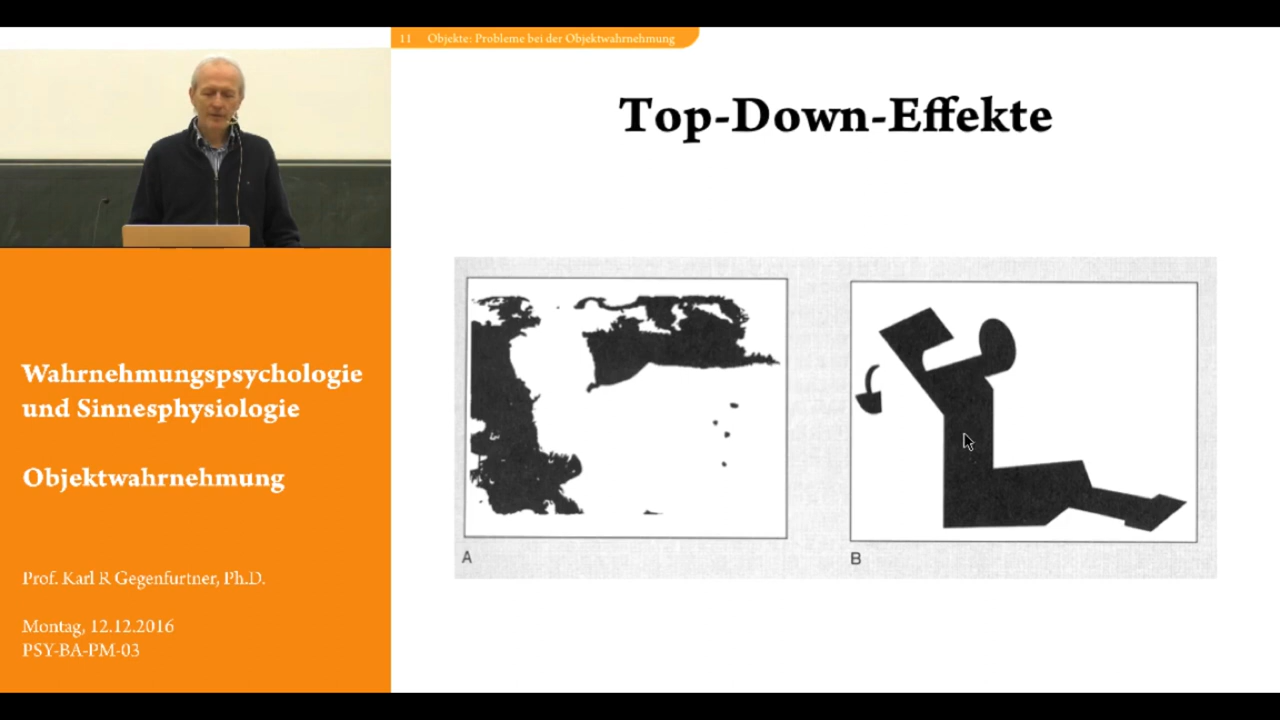 11 Objekte: Probleme bei der Objektwahrnehmung
Top-Down-Effekte
A
B
Wahrnehmungspsychologie
und Sinnesphysiologie
Objektwahrnehmung
Prof. Karl R Gegenfurtner, Ph.D.
Montag, 12.12.2016
PSY-BA-PM-03